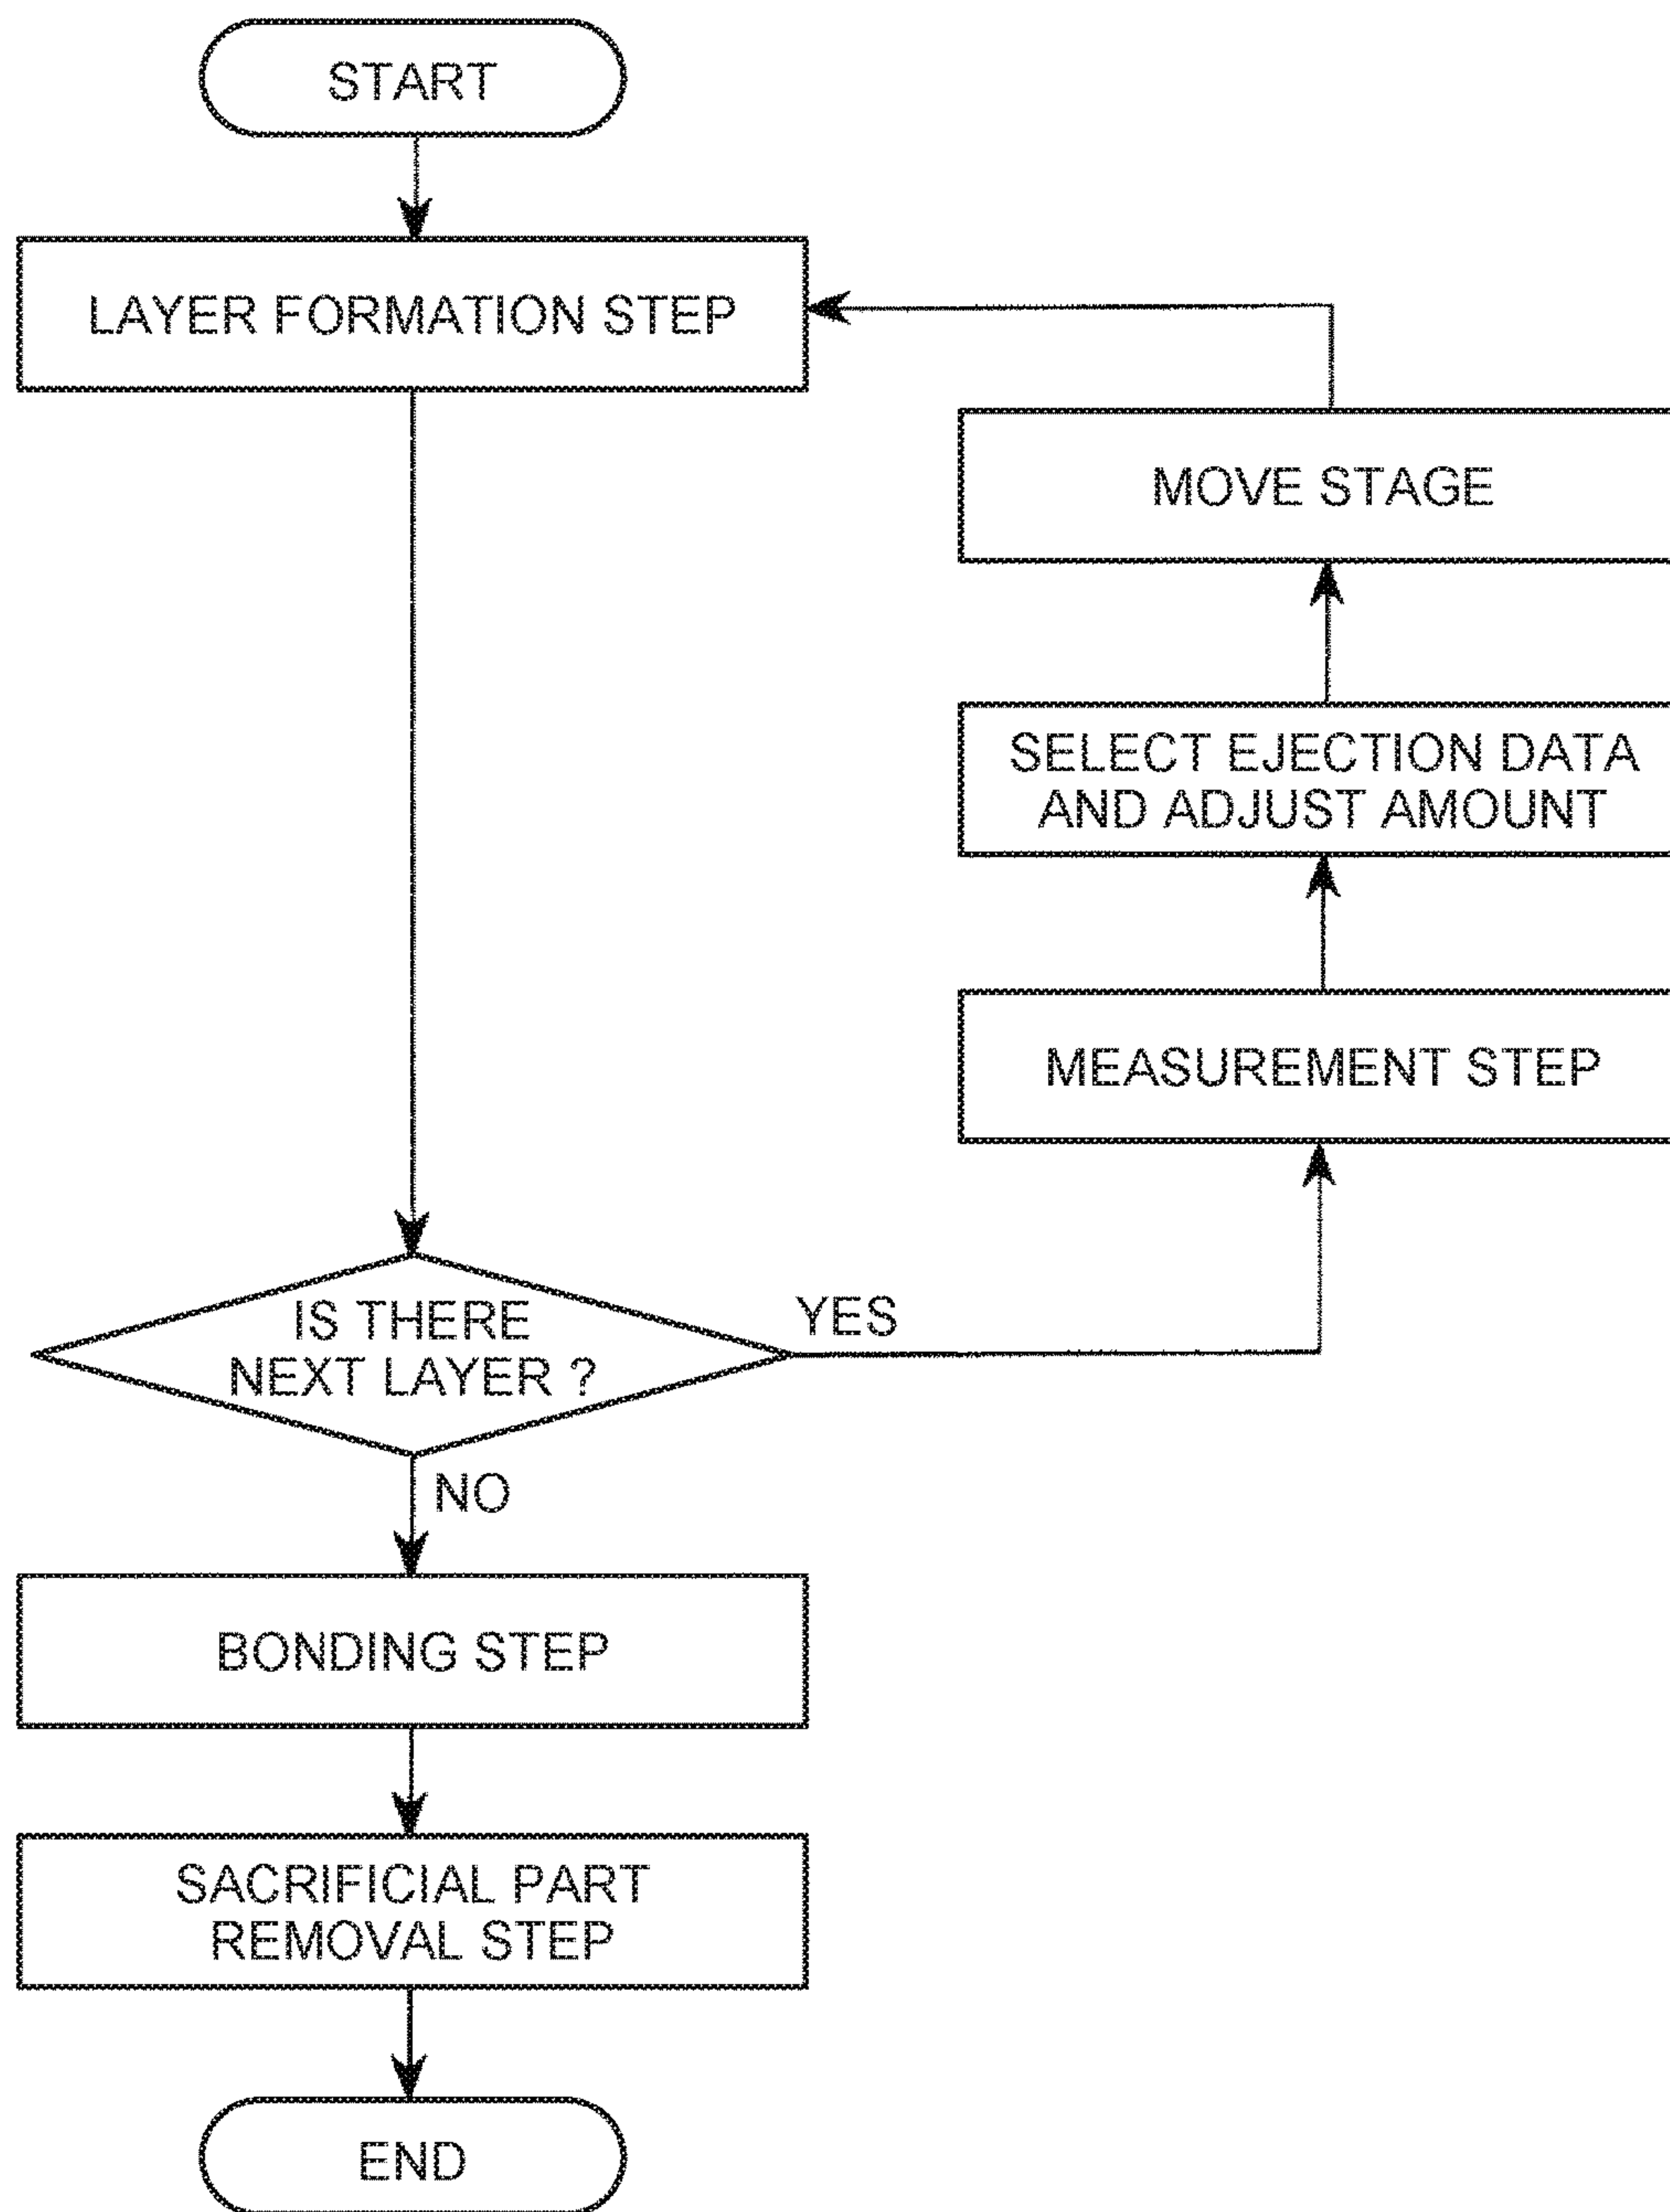 START
LAYER FORMATION STEP
MOVE STAGE
SELECT EJECTION DATA
AND ADJUST AMOUNT
MEASUREMENT STEP
IS THERE
NEXT LAYER ?
YES
NO
BONDING STEP
SACRIFICIAL PART
REMOVAL STEP
END